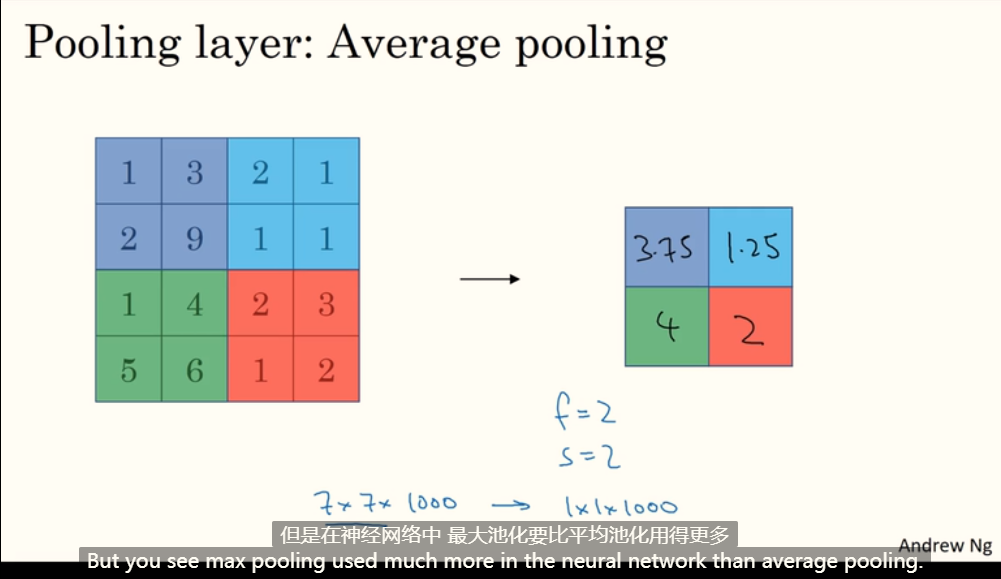 Pooling layer: Average pooling
1 3 2 1
2 9 1 1
1 4 2 3
5 6 1 2
3.75 1.25
4 2
f=2
s=2
7×7×1000 → 1×1×1000
但是在神经网络中 最大池化要比平均池化用得更多
But you see max pooling used much more in the neural network than average pooling.
Andrew Ng